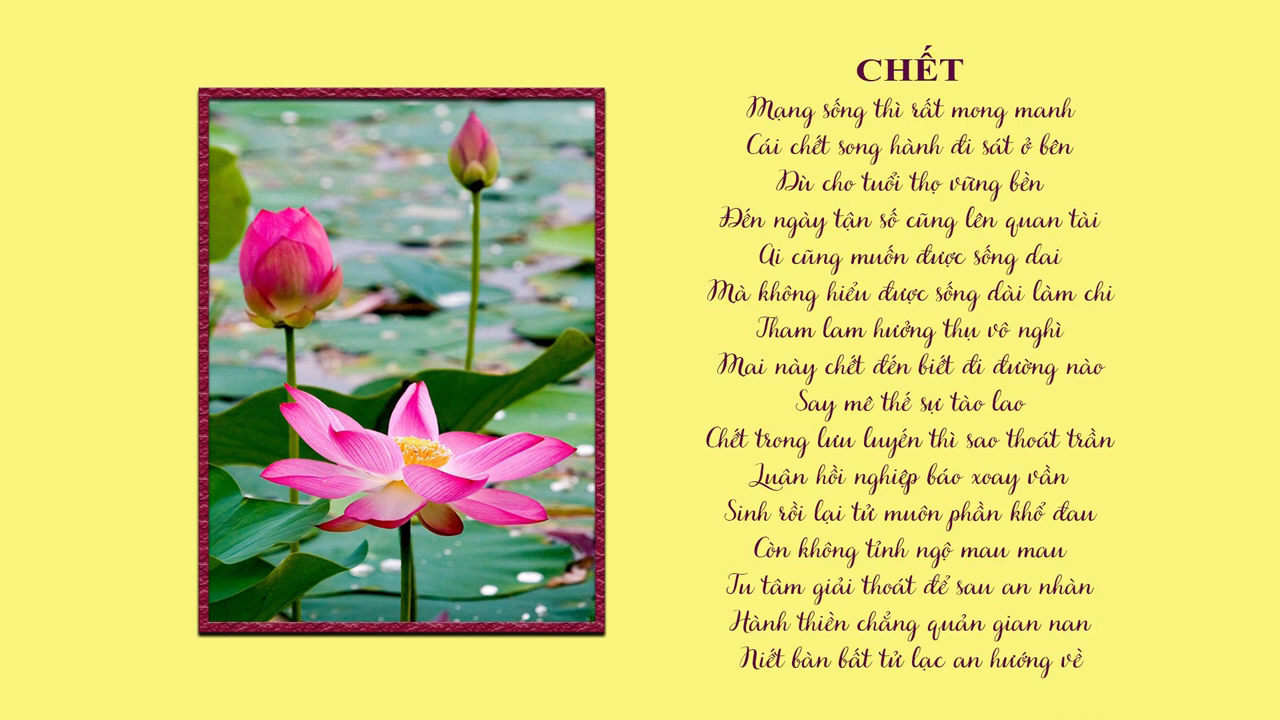 CHẾT
Mạng sống thì rất mong manh
Cái chết song hành đi sát ở bên
Dù cho tuổi thọ vững bền
Đến ngày tận số cũng lên quan tài
Ai cũng muốn được sống dai
Mà không hiểu được sống dài làm chi
Tham lam hưởng thụ vô nghì
Mai này chết đến biết đi đường nào
Say mê thế sự tào lao
Chết trong lưu luyến thì sao thoát trần
Luân hồi nghiệp báo xoay vần
Sinh rồi lại tử muôn phần khổ đau
Còn không tỉnh ngộ mau mau
Tu tâm giải thoát để sau an nhàn
Hành thiền chẳng quản gian nan
Niết bàn bất tử lạc an hướng về